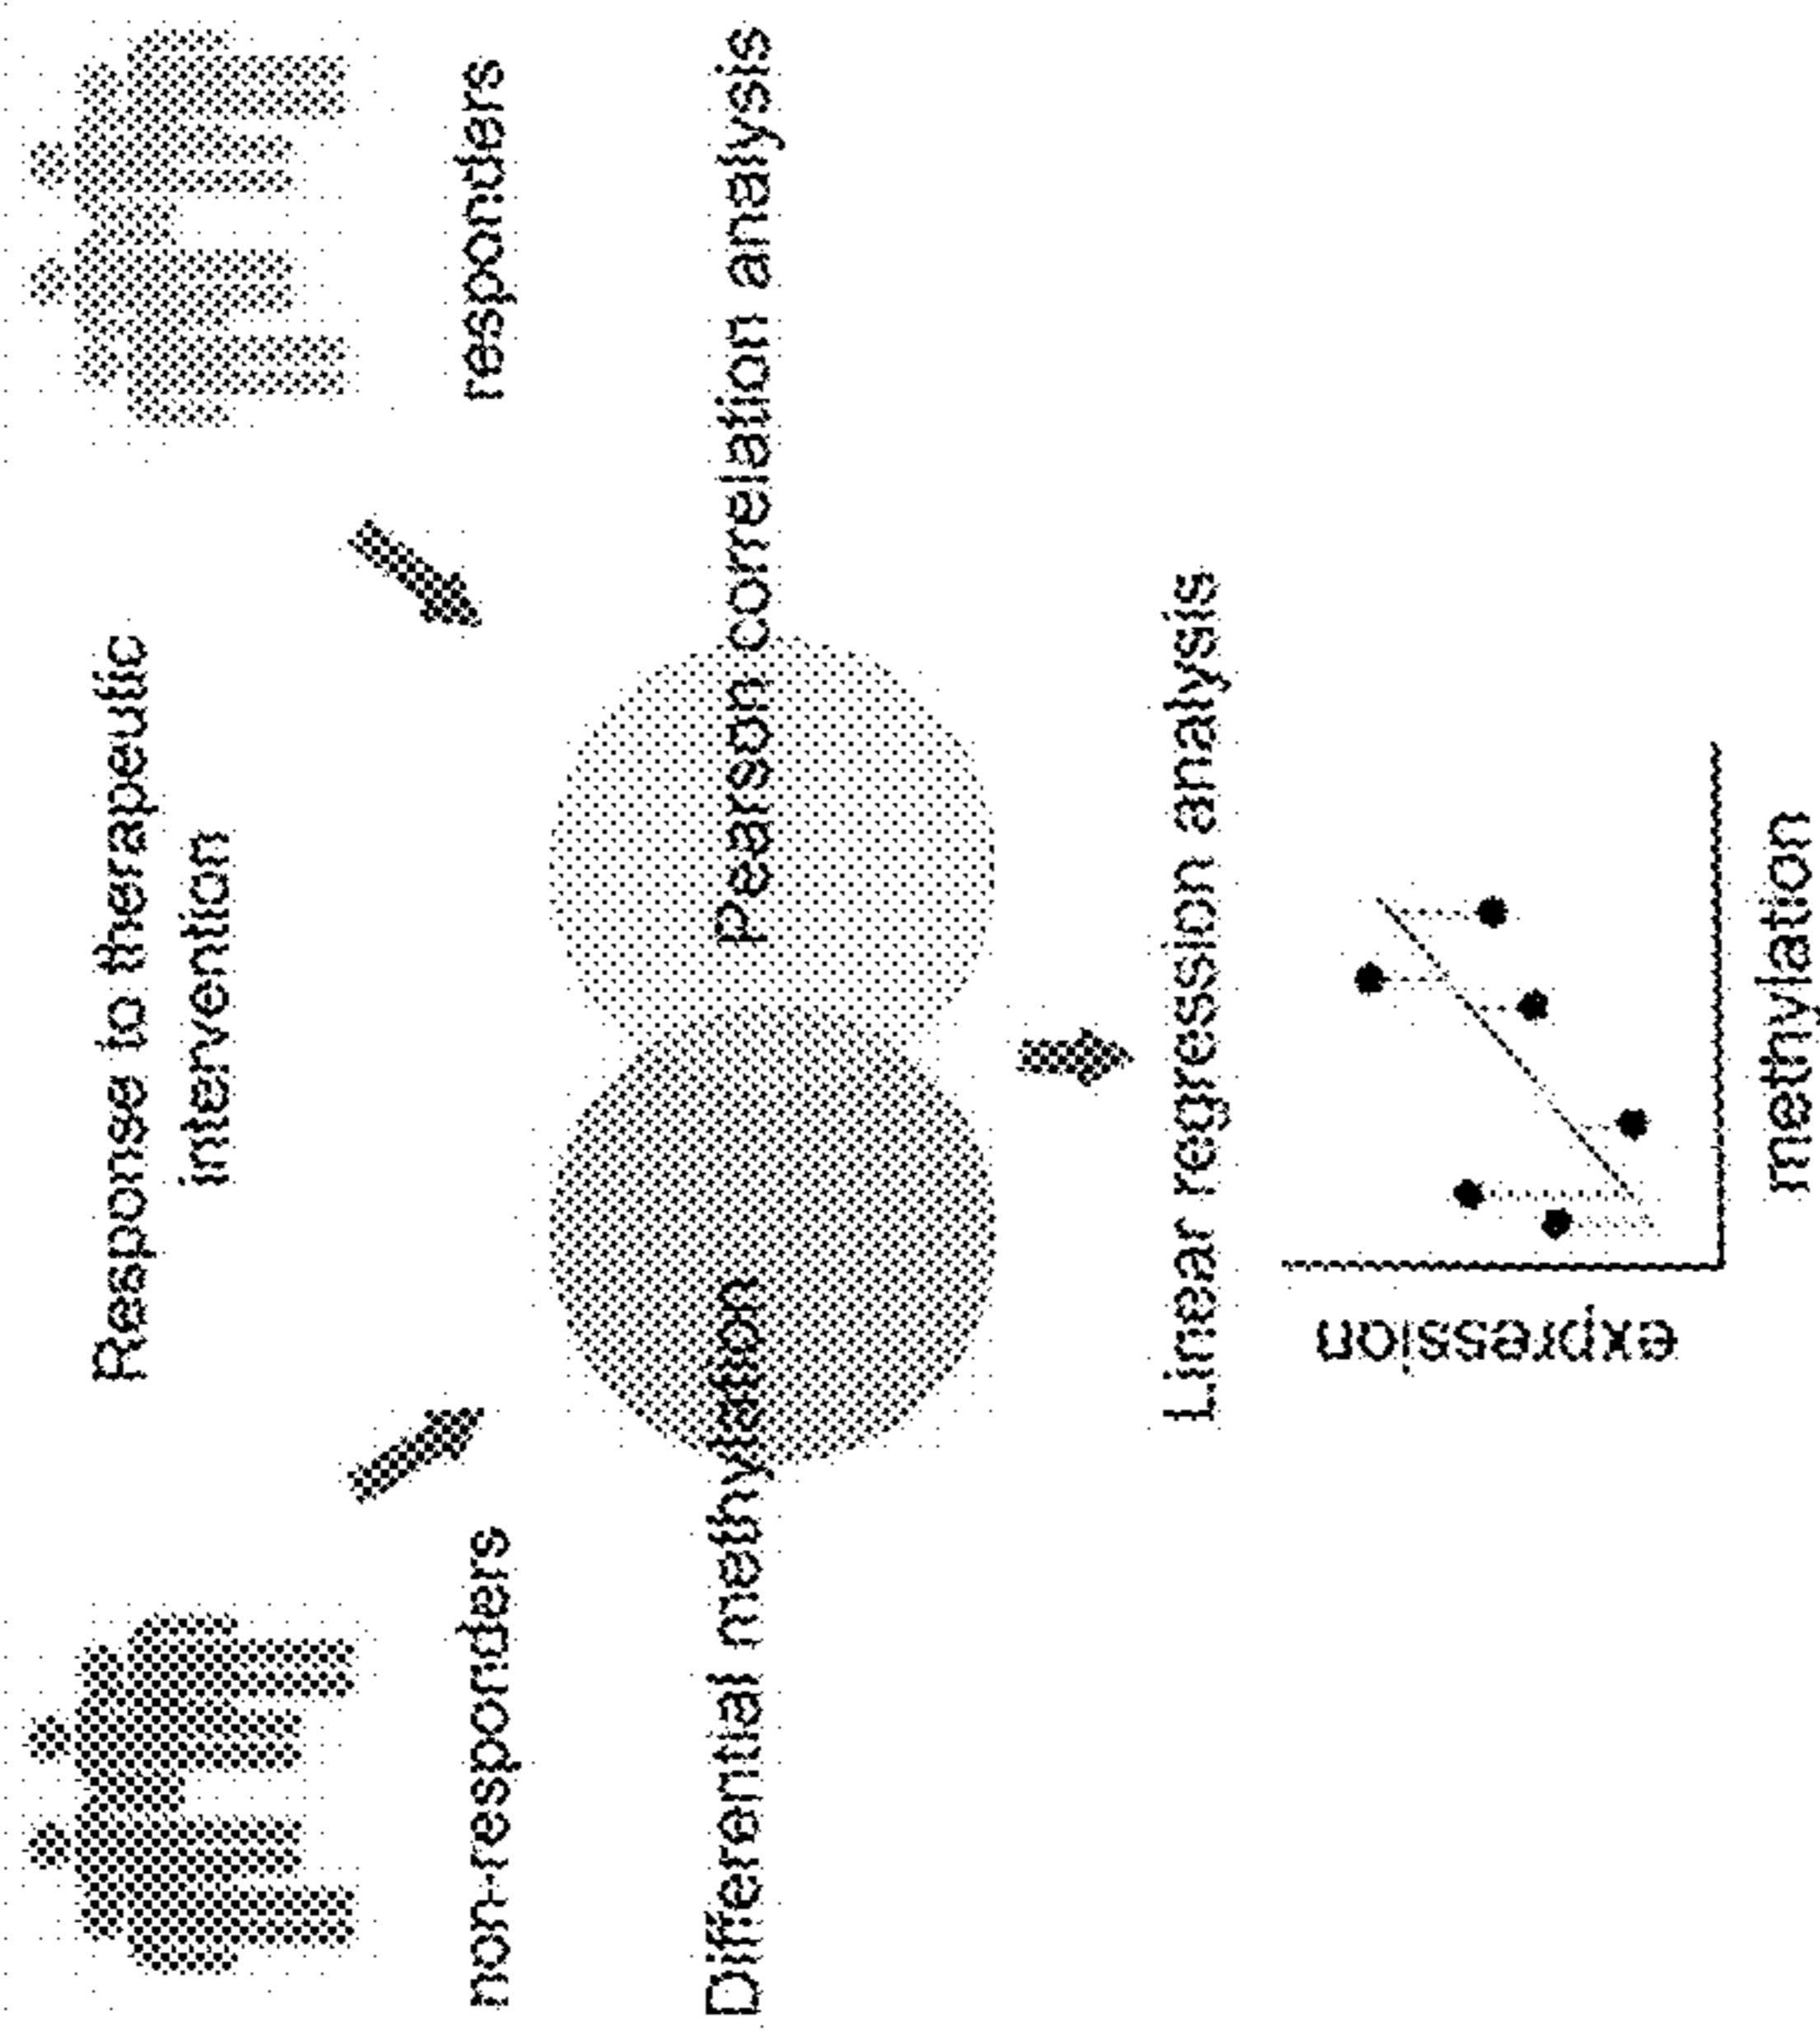 Response to therapeutic
intervention
non-responders
responders
Differential methylation
Pearson correlation analysis
Linear regression analysis
expression
methylation